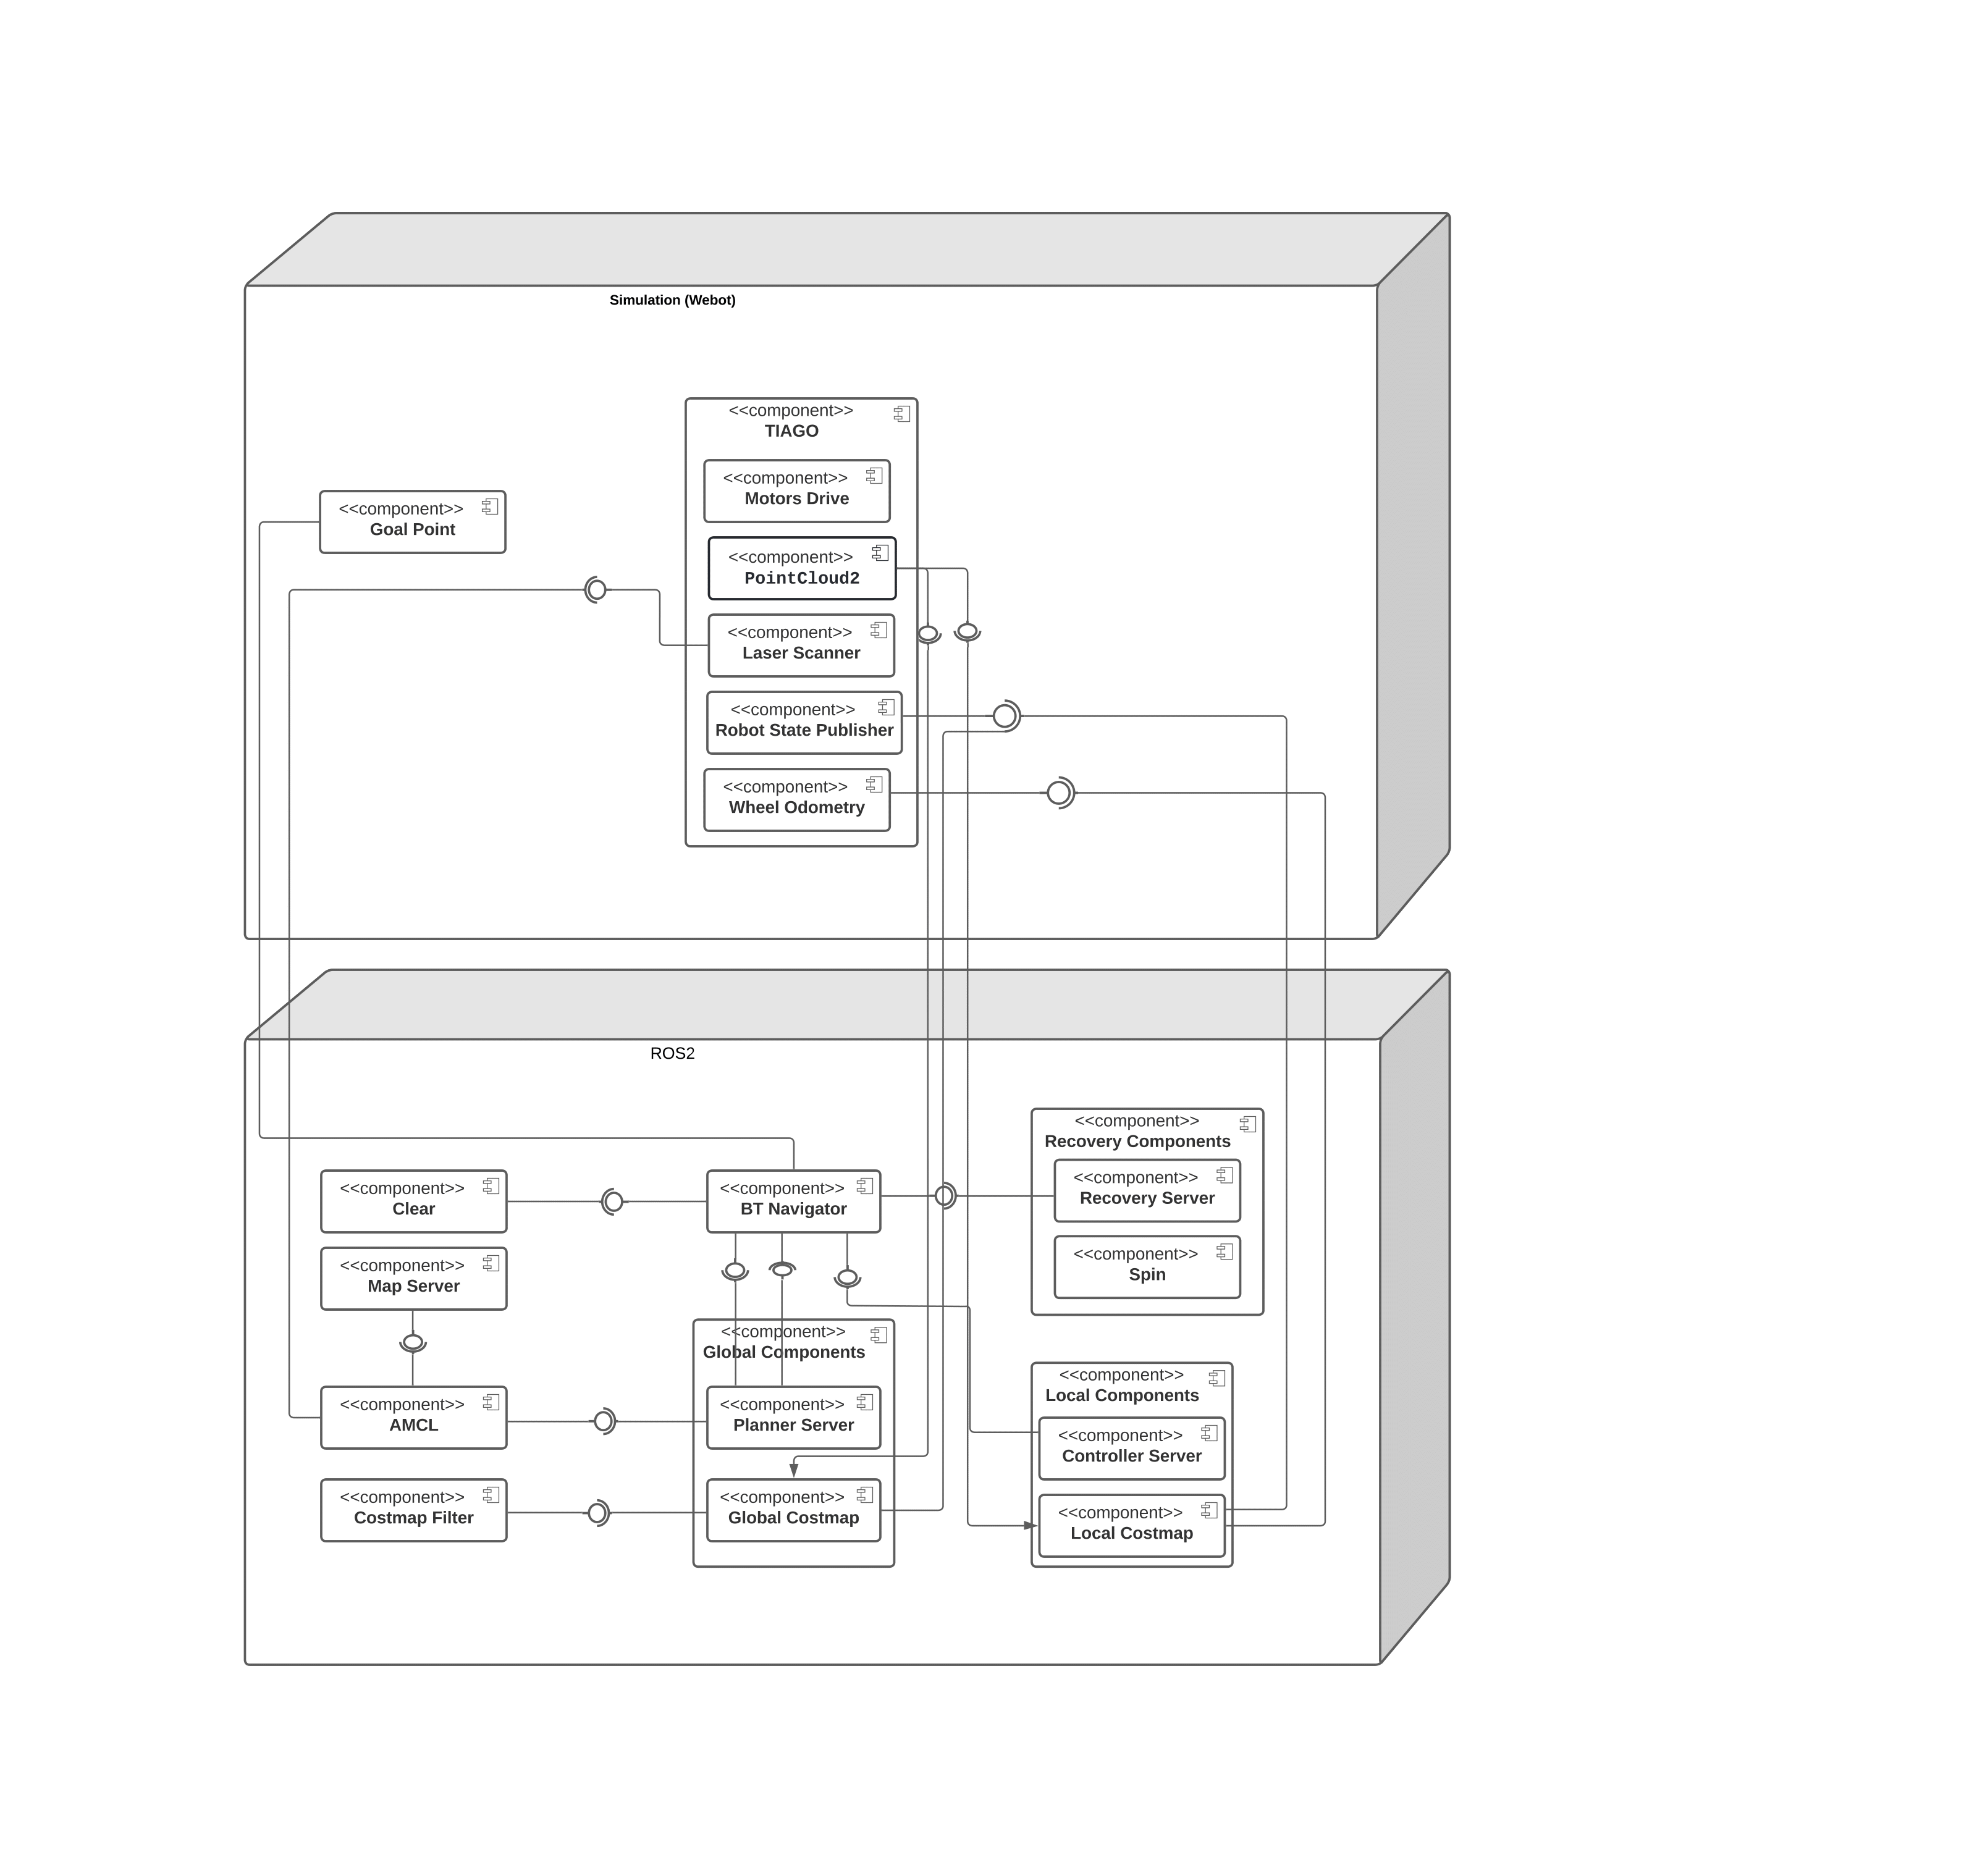 Simulation (Webot)
<<component>>
TIAGO
<<component>>
Motors Drive
<<component>>
Goal Point
<<component>>
PointCloud2
<<component>>
Laser Scanner
<<component>>
Robot State Publisher
<<component>>
Wheel Odometry
ROS2
<<component>>
Recovery Components
<<component>>
Recovery Server
<<component>>
Clear
<<component>>
BT Navigator
<<component>>
Spin
<<component>>
Map Server
<<component>>
Global Components
<<component>>
Local Components
<<component>>
AMCL
<<component>>
Planner Server
<<component>>
Controller Server
<<component>>
Costmap Filter
<<component>>
Global Costmap
<<component>>
Local Costmap